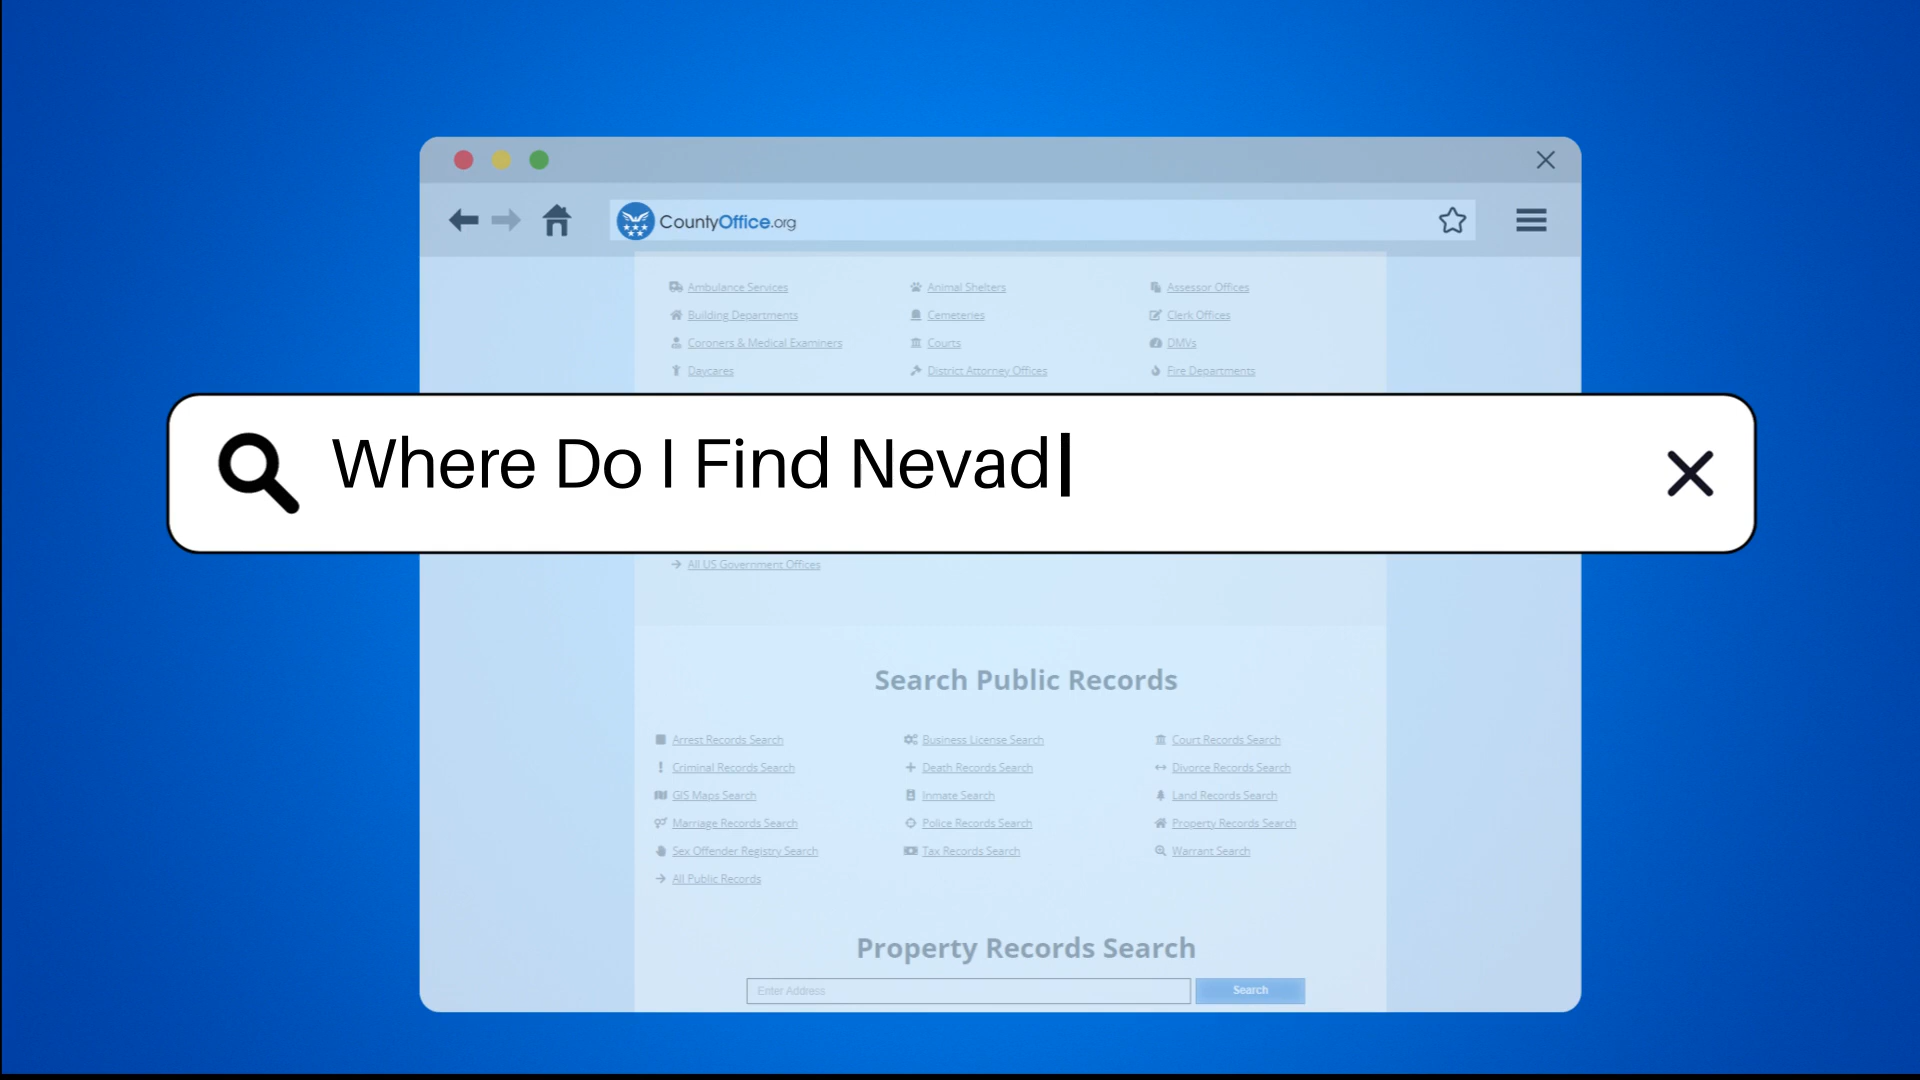 CountyOffice.org
Ambulance Services Animal Shelters Assessor Offices
Building Departments Cemeteries Clerk Offices
Coroners & Medical Examiners Courts DMVs
Daycares District Attorney Offices Fire Departments
Where Do I Find Nevad
All US Government Offices
Search Public Records
Arrest Records Search Business License Search Court Records Search
Criminal Records Search Death Records Search Divorce Records Search
GIS Maps Search Inmate Search Land Records Search
Marriage Records Search Police Records Search Property Records Search
Sex Offender Registry Search Tax Records Search Warrant Search
All Public Records
Property Records Search
Enter Address Search